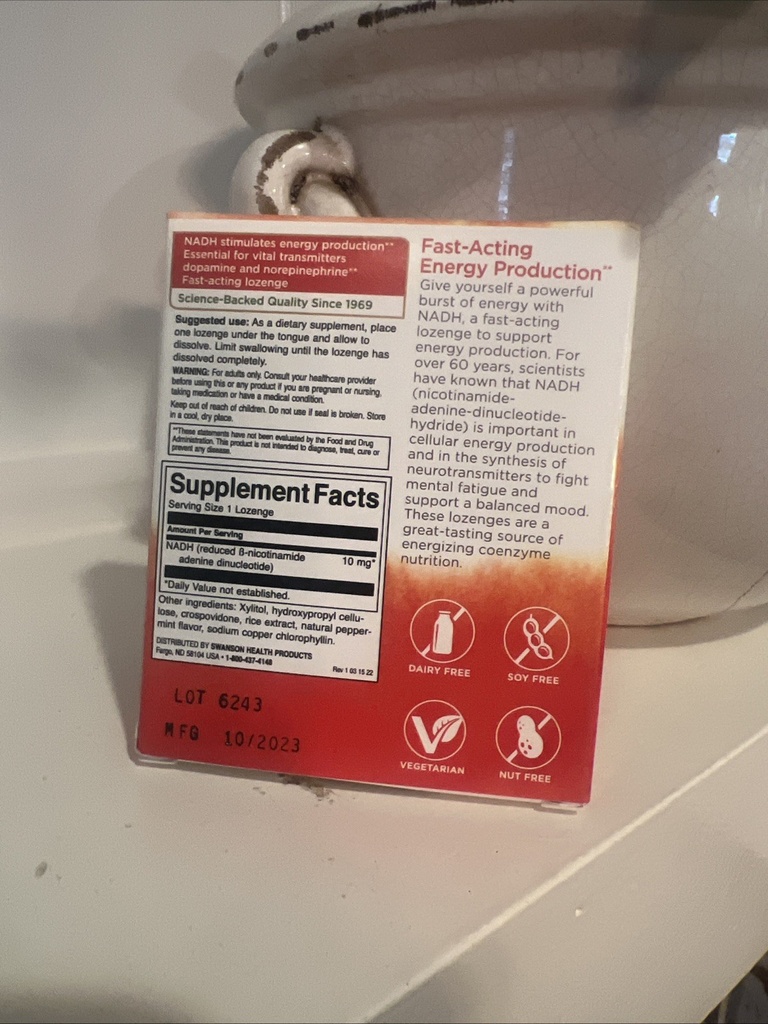 NADH stimulates energy production**
Essential for vital transmitters
dopamine and norepinephrine**
Fast-acting lozenge
Science-Backed Quality Since 1969
Suggested use: As a dietary supplement, place
one lozenge under the tongue and allow to
dissolve. Limit swallowing until the lozenge has
dissolved completely.
WARNING: For adults only. Consult your healthcare provider
before using this or any product if you are pregnant or nursing,
taking medication or have a medical condition.
Keep out of reach of children. Do not use if seal is broken. Store
in a cool, dry place.
**These statements have not been evaluated by the Food and Drug
Administration. This product is not intended to diagnose, treat, cure or
prevent any disease.
Supplement Facts
Serving Size 1 Lozenge
Amount Per Serving
NADH (reduced ß-nicotinamide 10 mg*
adenine dinucleotide)
*Daily Value not established.
Other ingredients: Xylitol, hydroxypropyl cellu-
lose, crospovidone, rice extract, natural pepper-
mint flavor, sodium copper chlorophyllin.
DISTRIBUTED BY SWANSON HEALTH PRODUCTS
Fargo, ND 58104 USA • 1-800-437-4148
Rev 1 03 15 22
LOT 6243
MFG 10/2023
Fast-Acting
Energy Production**
Give yourself a powerful
burst of energy with
NADH, a fast-acting
lozenge to support
energy production. For
over 60 years, scientists
have known that NADH
(nicotinamide-
adenine-dinucleotide-
hydride) is important in
cellular energy production
and in the synthesis of
neurotransmitters to fight
mental fatigue and
support a balanced mood.
These lozenges are a
great-tasting source of
energizing coenzyme
nutrition.
DAIRY FREE
SOY FREE
VEGETARIAN
NUT FREE